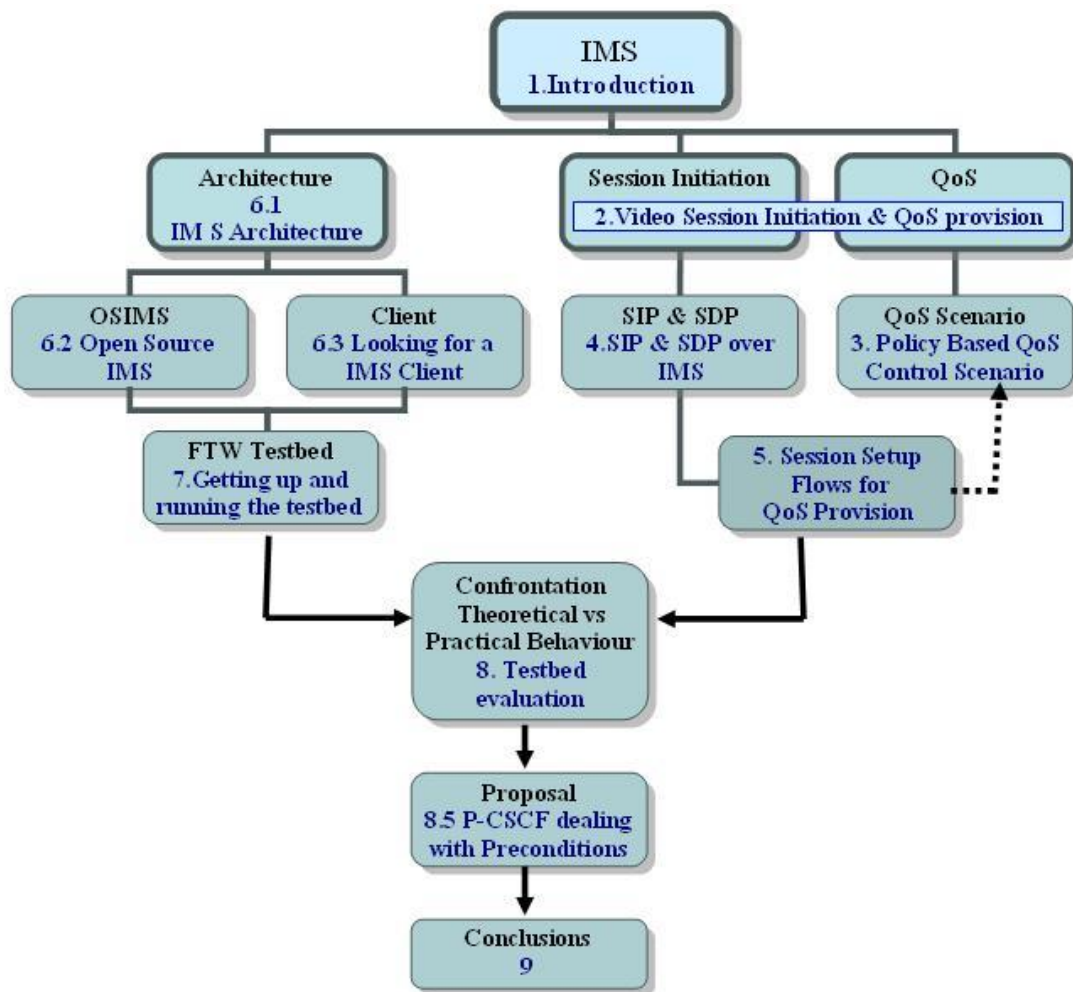 IMS
1.Introduction
Architecture
6.1
IM S Architecture
Session Initiation
QoS
2.Video Session Initiation & QoS provision
OSIMS
6.2 Open Source
IMS
Client
6.3 Looking for a
IMS Client
SIP & SDP
4.SIP & SDP over
IMS
QoS Scenario
3. Policy Based QoS
Control Scenario
FTW Testbed
7.Getting up and
running the testbed
5. Session Setup
Flows for
QoS Provision
Confrontation
Theoretical vs
Practical Behaviour
8. Testbed
evaluation
Proposal
8.5 P-CSCF dealing
with Preconditions
Conclusions
9